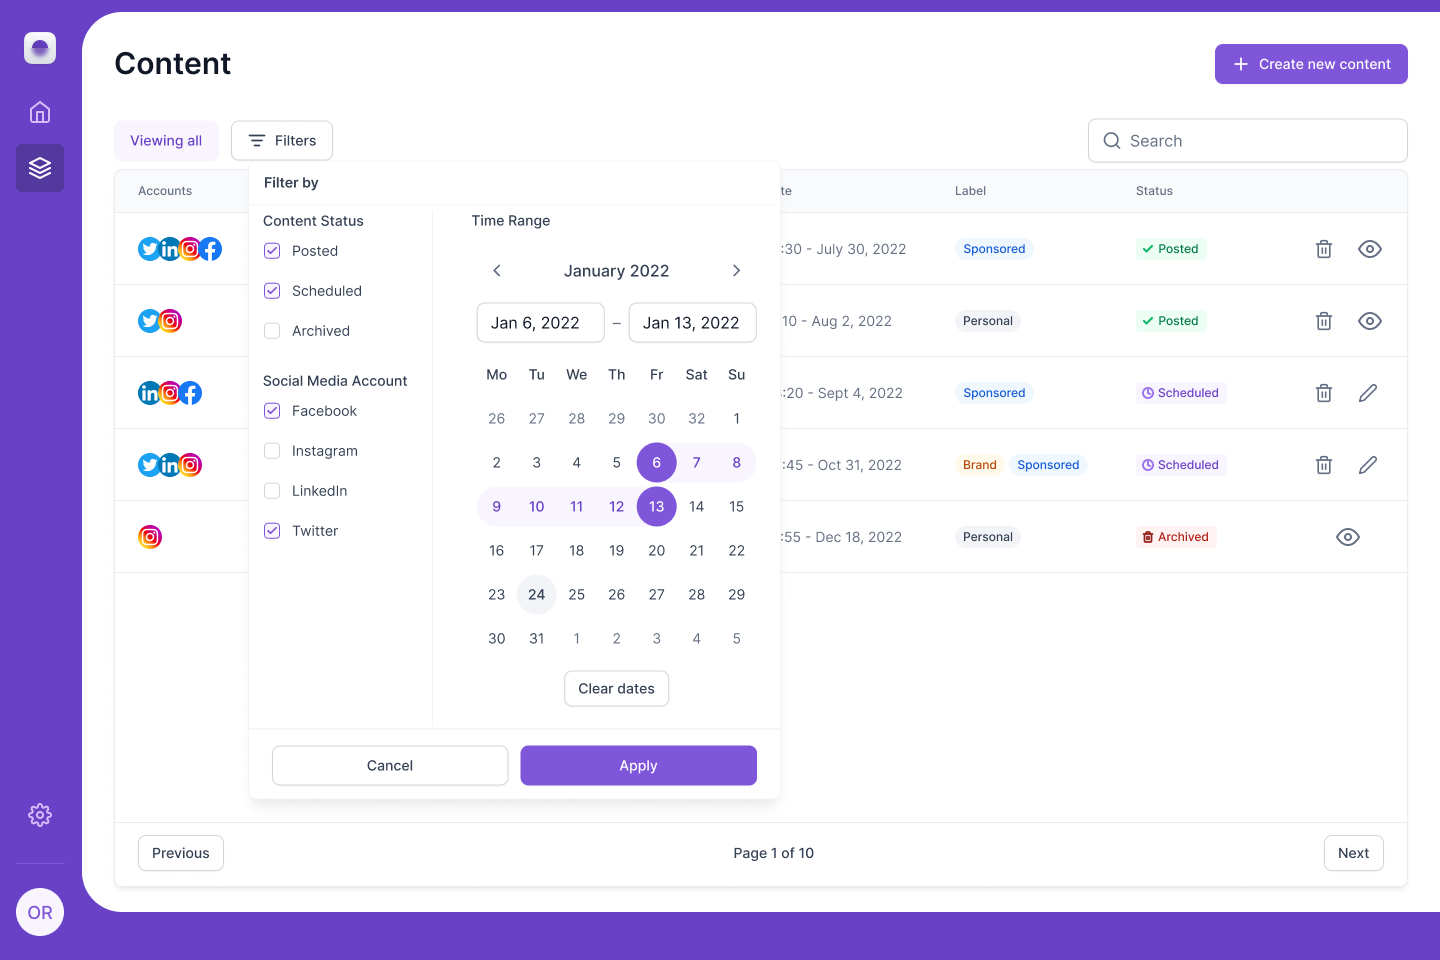 Content
Create new content
Viewing all
Filters
Search
Accounts
Label
Status
Filter by
Content Status
Posted
Scheduled
Archived
Social Media Account
Facebook
Instagram
LinkedIn
Twitter
Time Range
January 2022
Jan 6, 2022 – Jan 13, 2022
Mo Tu We Th Fr Sat Su
26 27 28 29 30 32 1
2 3 4 5 6 7 8
9 10 11 12 13 14 15
16 17 18 19 20 21 22
23 24 25 26 27 28 29
30 31 1 2 3 4 5
Clear dates
Cancel
Apply
:30 - July 30, 2022 Sponsored Posted
10 - Aug 2, 2022 Personal Posted
:20 - Sept 4, 2022 Sponsored Scheduled
:45 - Oct 31, 2022 Brand Sponsored Scheduled
:55 - Dec 18, 2022 Personal Archived
Previous
Page 1 of 10
Next
OR